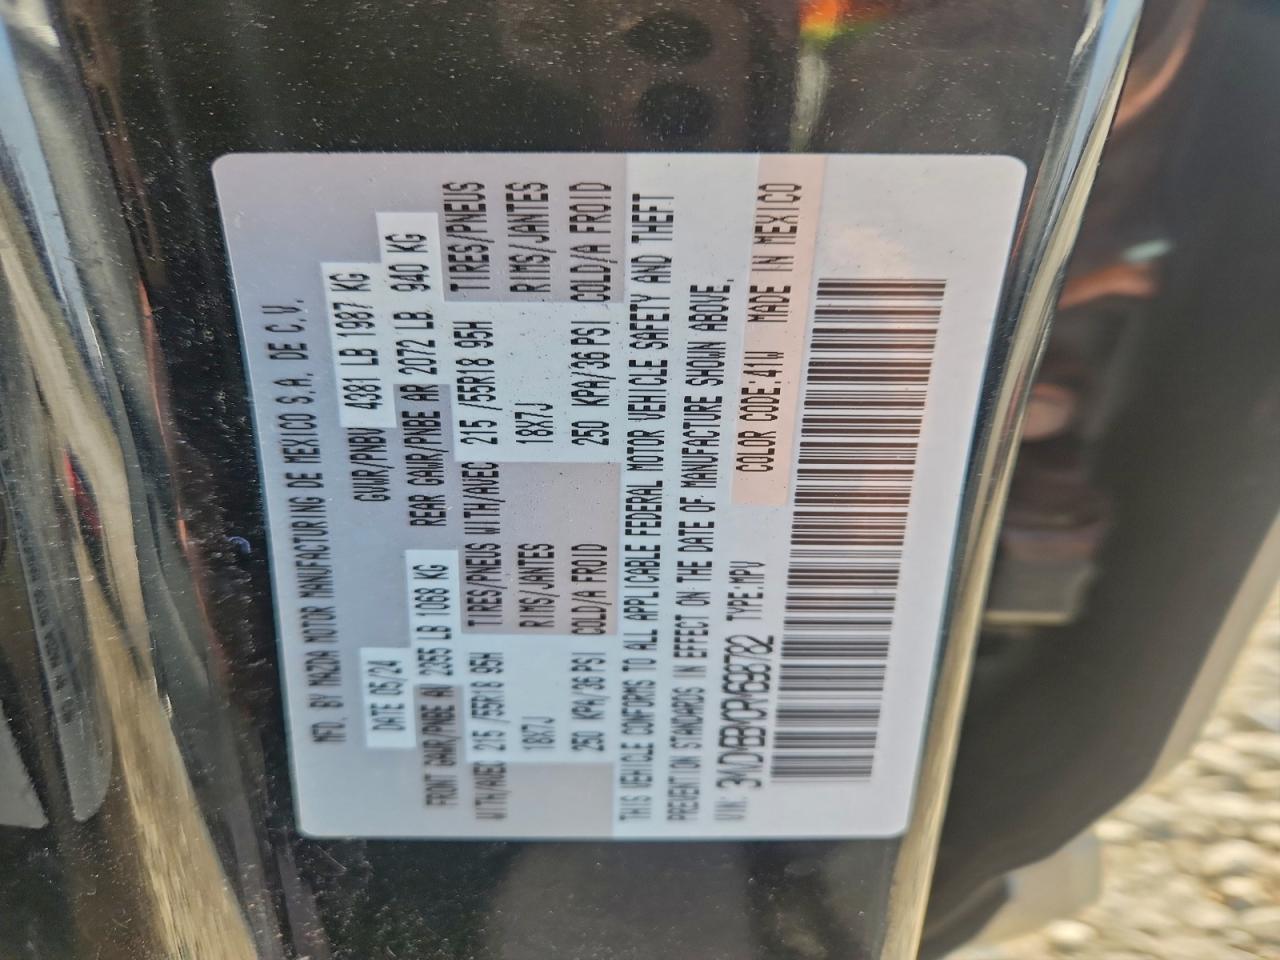 MFD. BY MAZDA MOTOR MANUFACTURING DE MEXICO S.A. DE C.V.
DATE 05/24 GVWR/PNBV 4381 LB 1987 KG
FRONT GAWR/PNBE AV 2355 LB 1068 KG REAR GAWR/PNBE AR 2072 LB 940 KG
WITH/AVEC 215 /55R18 95H TIRES/PNEUS WITH/AVEC 215 /55R18 95H TIRES/PNEUS
18X7J RIMS/JANTES 18X7J RIMS/JANTES
250 KPA/36 PSI COLD/A FROID 250 KPA/36 PSI COLD/A FROID
THIS VEHICLE CONFORMS TO ALL APPLICABLE FEDERAL MOTOR VEHICLE SAFETY AND THEFT
PREVENTION STANDARDS IN EFFECT ON THE DATE OF MANUFACTURE SHOWN ABOVE.
VIN: TYPE:MPV COLOR CODE:41W MADE IN MEXICO